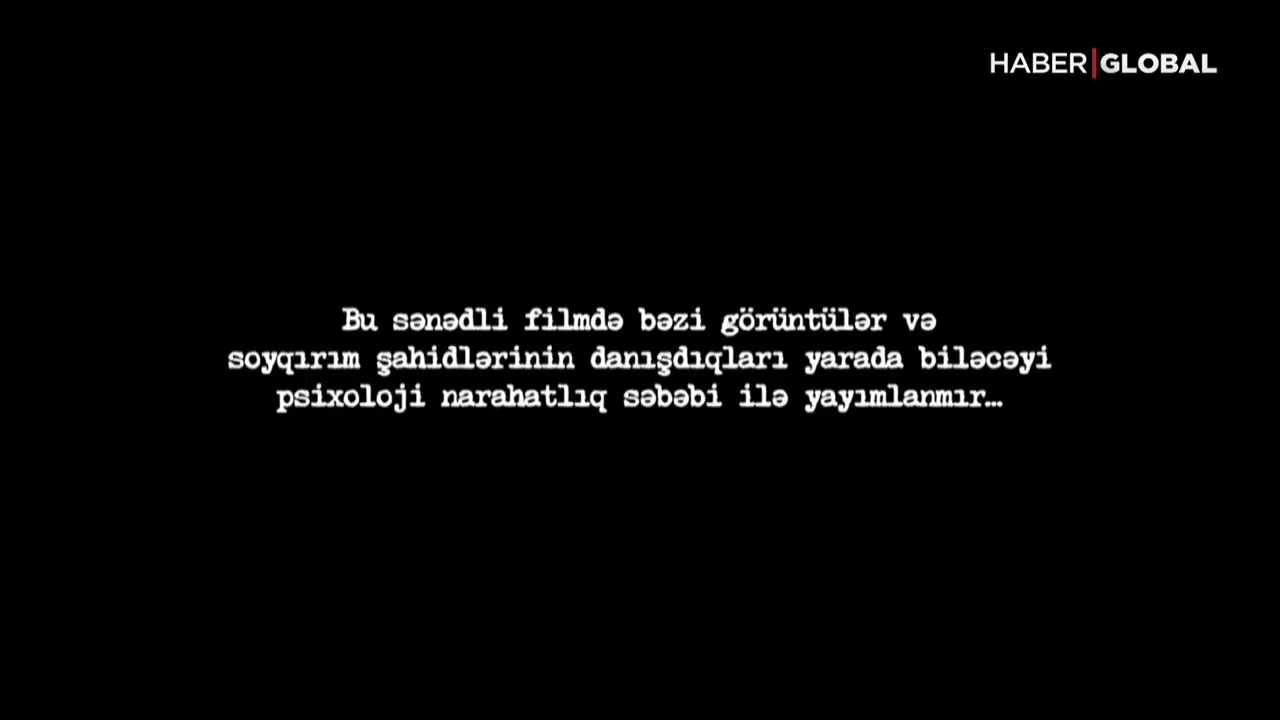 HABER GLOBAL
Bu sənədli filmdə bəzi görüntülər və
soyqırım şahidlərinin danışdıqları yarada biləcəyi
psixoloji narahatlıq səbəbi ilə yayımlanmır...